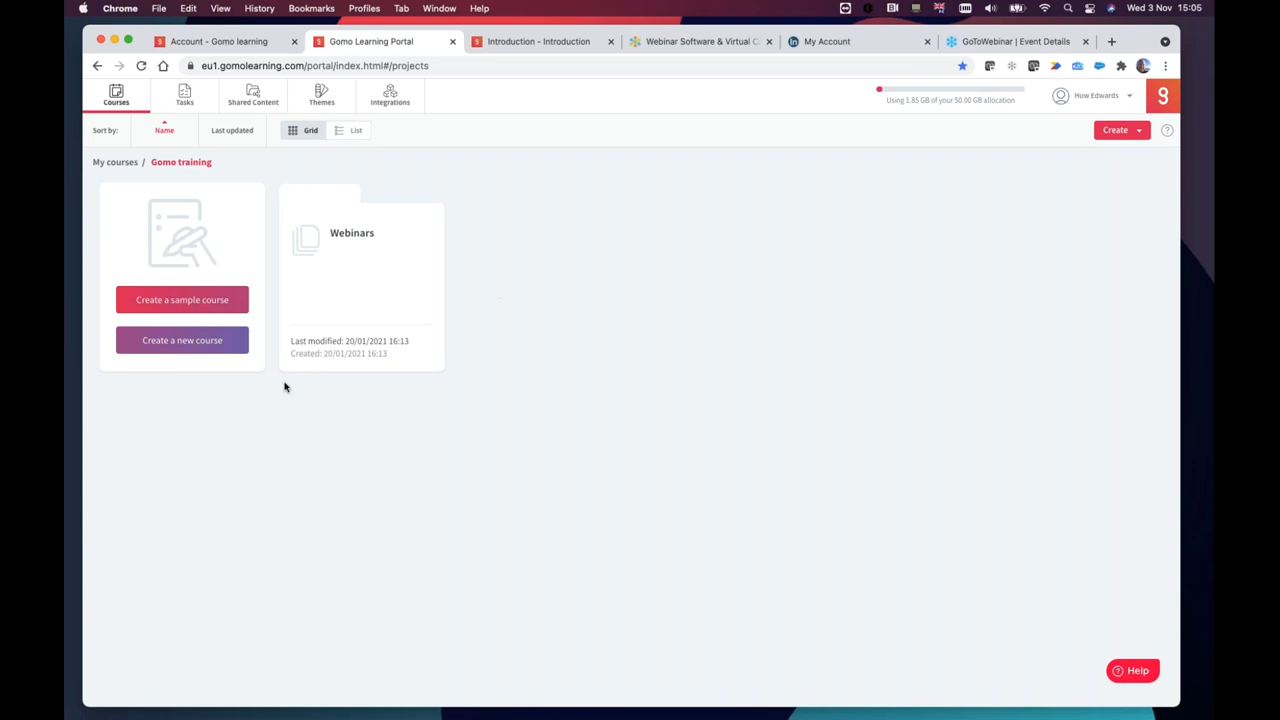 Chrome File Edit View History Bookmarks Profiles Tab Window Help Wed 3 Nov 15:05
Account - Gomo learning Gomo Learning Portal Introduction - Introduction Webinar Software & Virtual C My Account GoToWebinar | Event Details
eu1.gomolearning.com/portal/index.html#/projects
Courses Tasks Shared Content Themes Integrations
Using 1.85 GB of your 50.00 GB allocation
Huw Edwards
Sort by: Name Last updated Grid List Create
My courses / Gomo training
Webinars
Create a sample course
Create a new course
Last modified: 20/01/2021 16:13
Created: 20/01/2021 16:13
Help